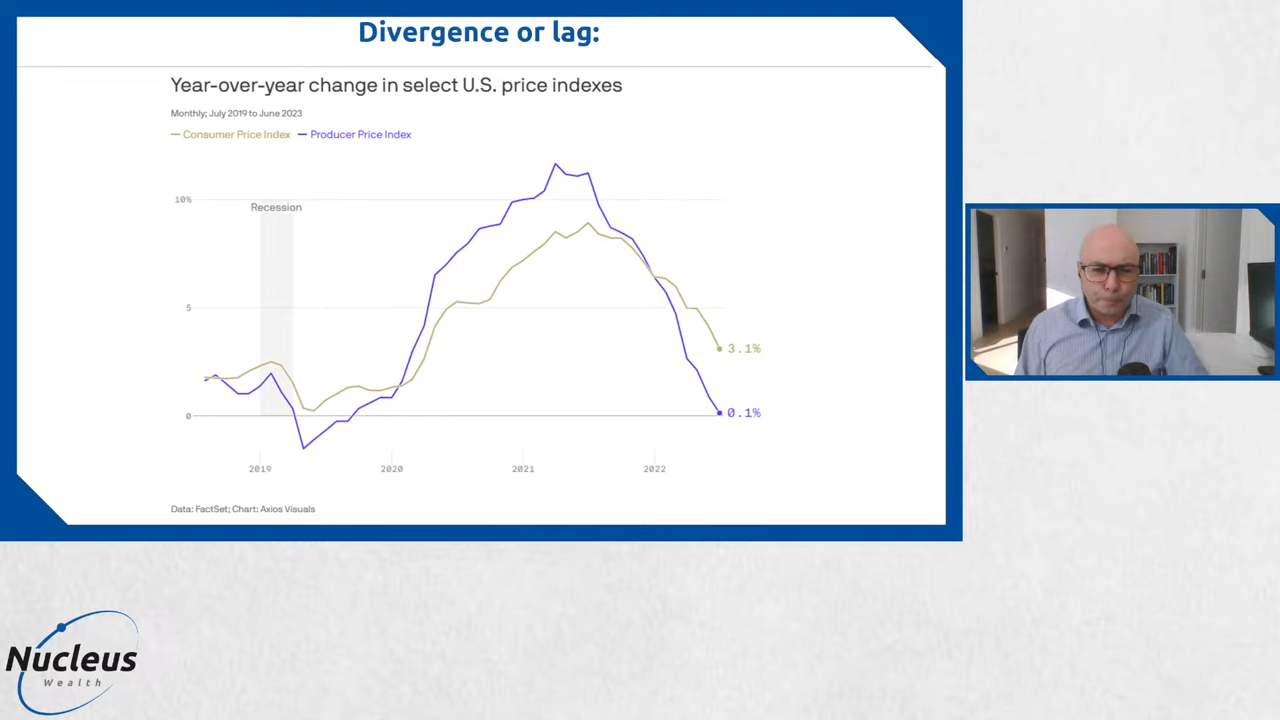 Divergence or lag:
Year-over-year change in select U.S. price indexes
Monthly; July 2019 to June 2023
Consumer Price Index Producer Price Index
10%
Recession
5
3.1%
0.1%
0
2019 2020 2021 2022
Data: FactSet; Chart: Axios Visuals
Nucleus
Wealth